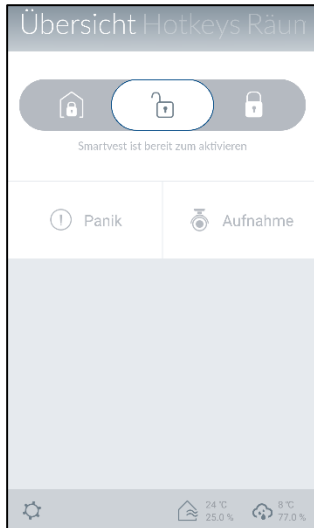 Übersicht Hotkeys Räun
Smartvest ist bereit zum aktivieren
Panik
Aufnahme
24 °C
25.0 %
8 °C
77.0 %